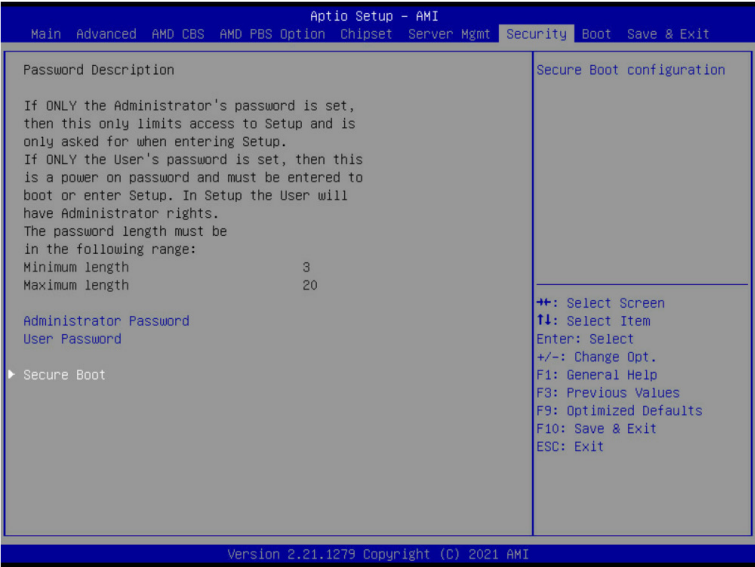 Aptio Setup – AMI
Main Advanced AMD CBS AMD PBS Option Chipset Server Mgmt Security Boot Save & Exit
Password Description
If ONLY the Administrator's password is set,
then this only limits access to Setup and is
only asked for when entering Setup.
If ONLY the User's password is set, then this
is a power on password and must be entered to
boot or enter Setup. In Setup the User will
have Administrator rights.
The password length must be
in the following range:
Minimum length 3
Maximum length 20
Administrator Password
User Password
▶ Secure Boot
Secure Boot configuration
→←: Select Screen
↑↓: Select Item
Enter: Select
+/-: Change Opt.
F1: General Help
F3: Previous Values
F9: Optimized Defaults
F10: Save & Exit
ESC: Exit
Version 2.21.1279 Copyright (C) 2021 AMI